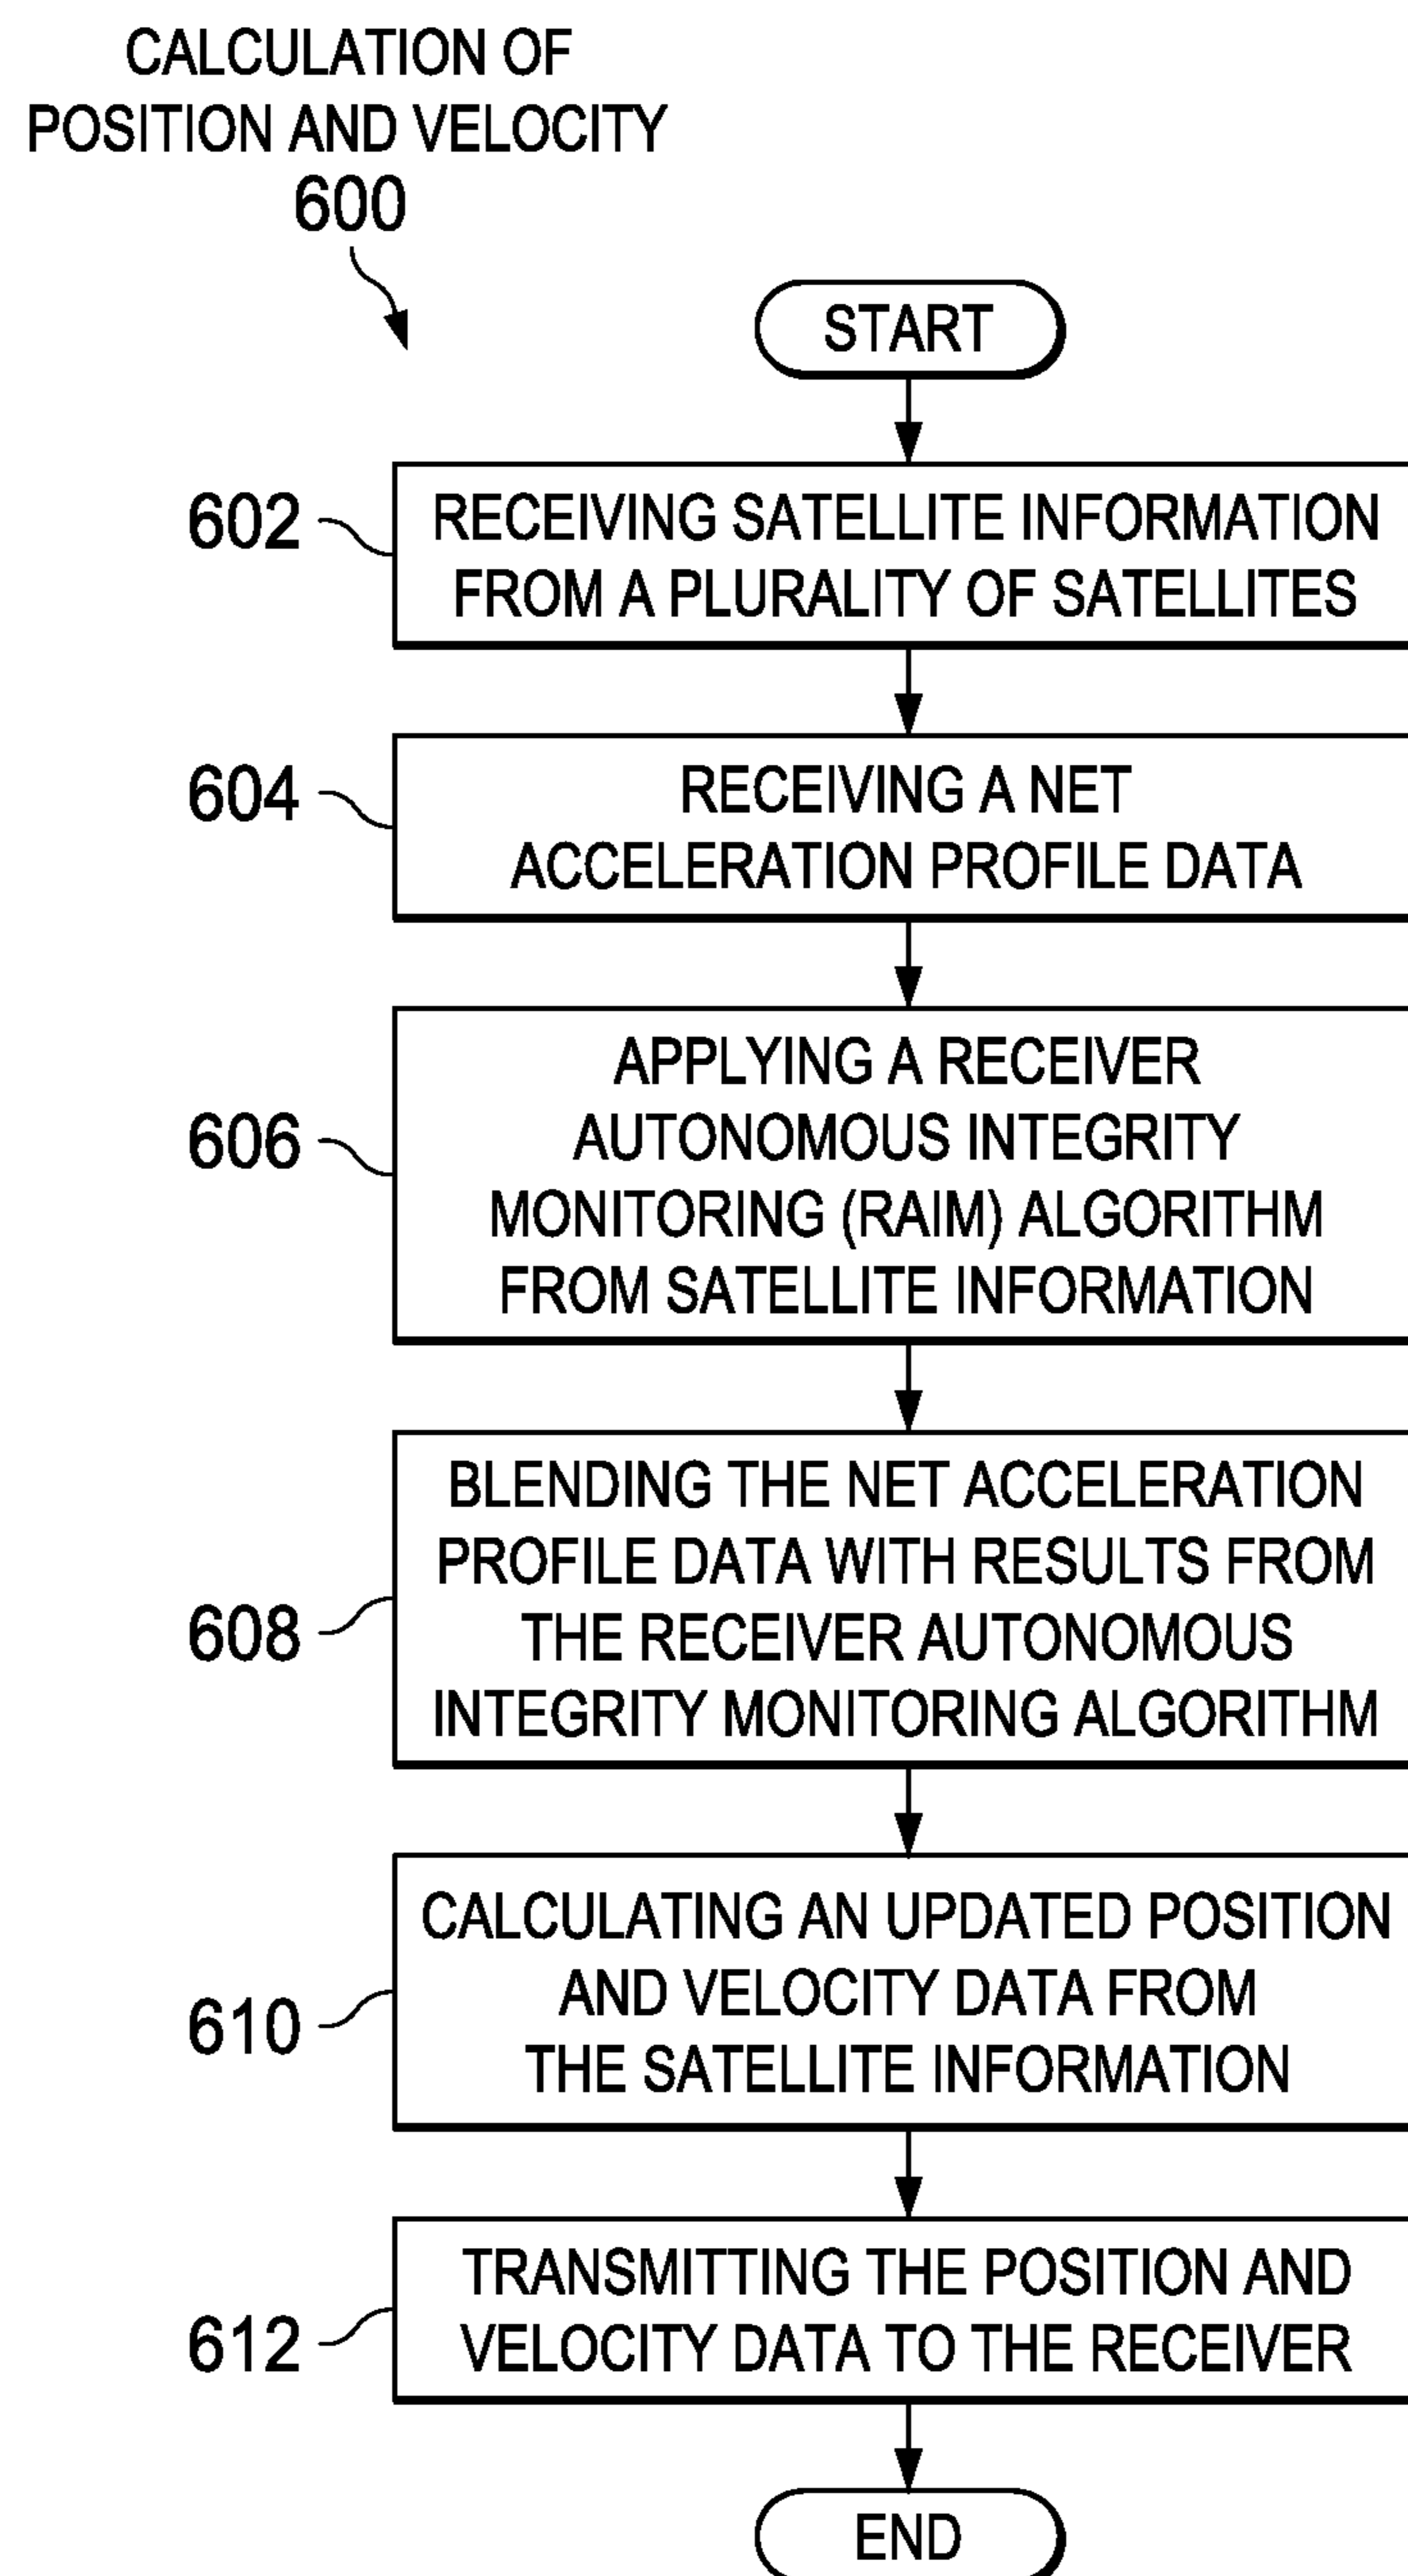 CALCULATION OF
POSITION AND VELOCITY
600
START
602
RECEIVING SATELLITE INFORMATION
FROM A PLURALITY OF SATELLITES
604
RECEIVING A NET
ACCELERATION PROFILE DATA
606
APPLYING A RECEIVER
AUTONOMOUS INTEGRITY
MONITORING (RAIM) ALGORITHM
FROM SATELLITE INFORMATION
608
BLENDING THE NET ACCELERATION
PROFILE DATA WITH RESULTS FROM
THE RECEIVER AUTONOMOUS
INTEGRITY MONITORING ALGORITHM
610
CALCULATING AN UPDATED POSITION
AND VELOCITY DATA FROM
THE SATELLITE INFORMATION
612
TRANSMITTING THE POSITION AND
VELOCITY DATA TO THE RECEIVER
END